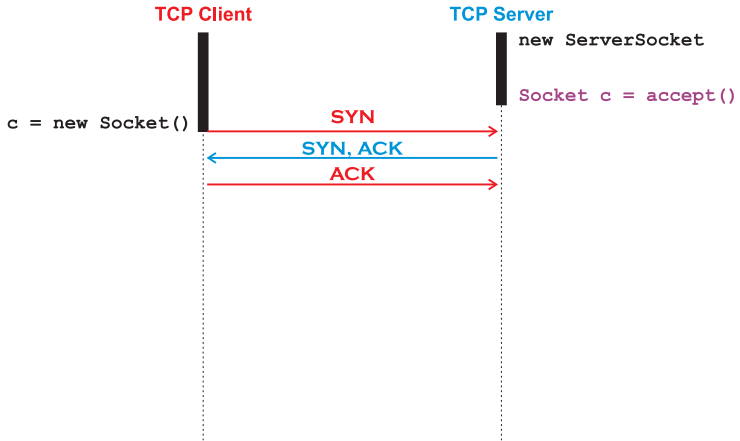 TCP Client
TCP Server
new ServerSocket
Socket c = accept()
c = new Socket()
SYN
SYN, ACK
ACK